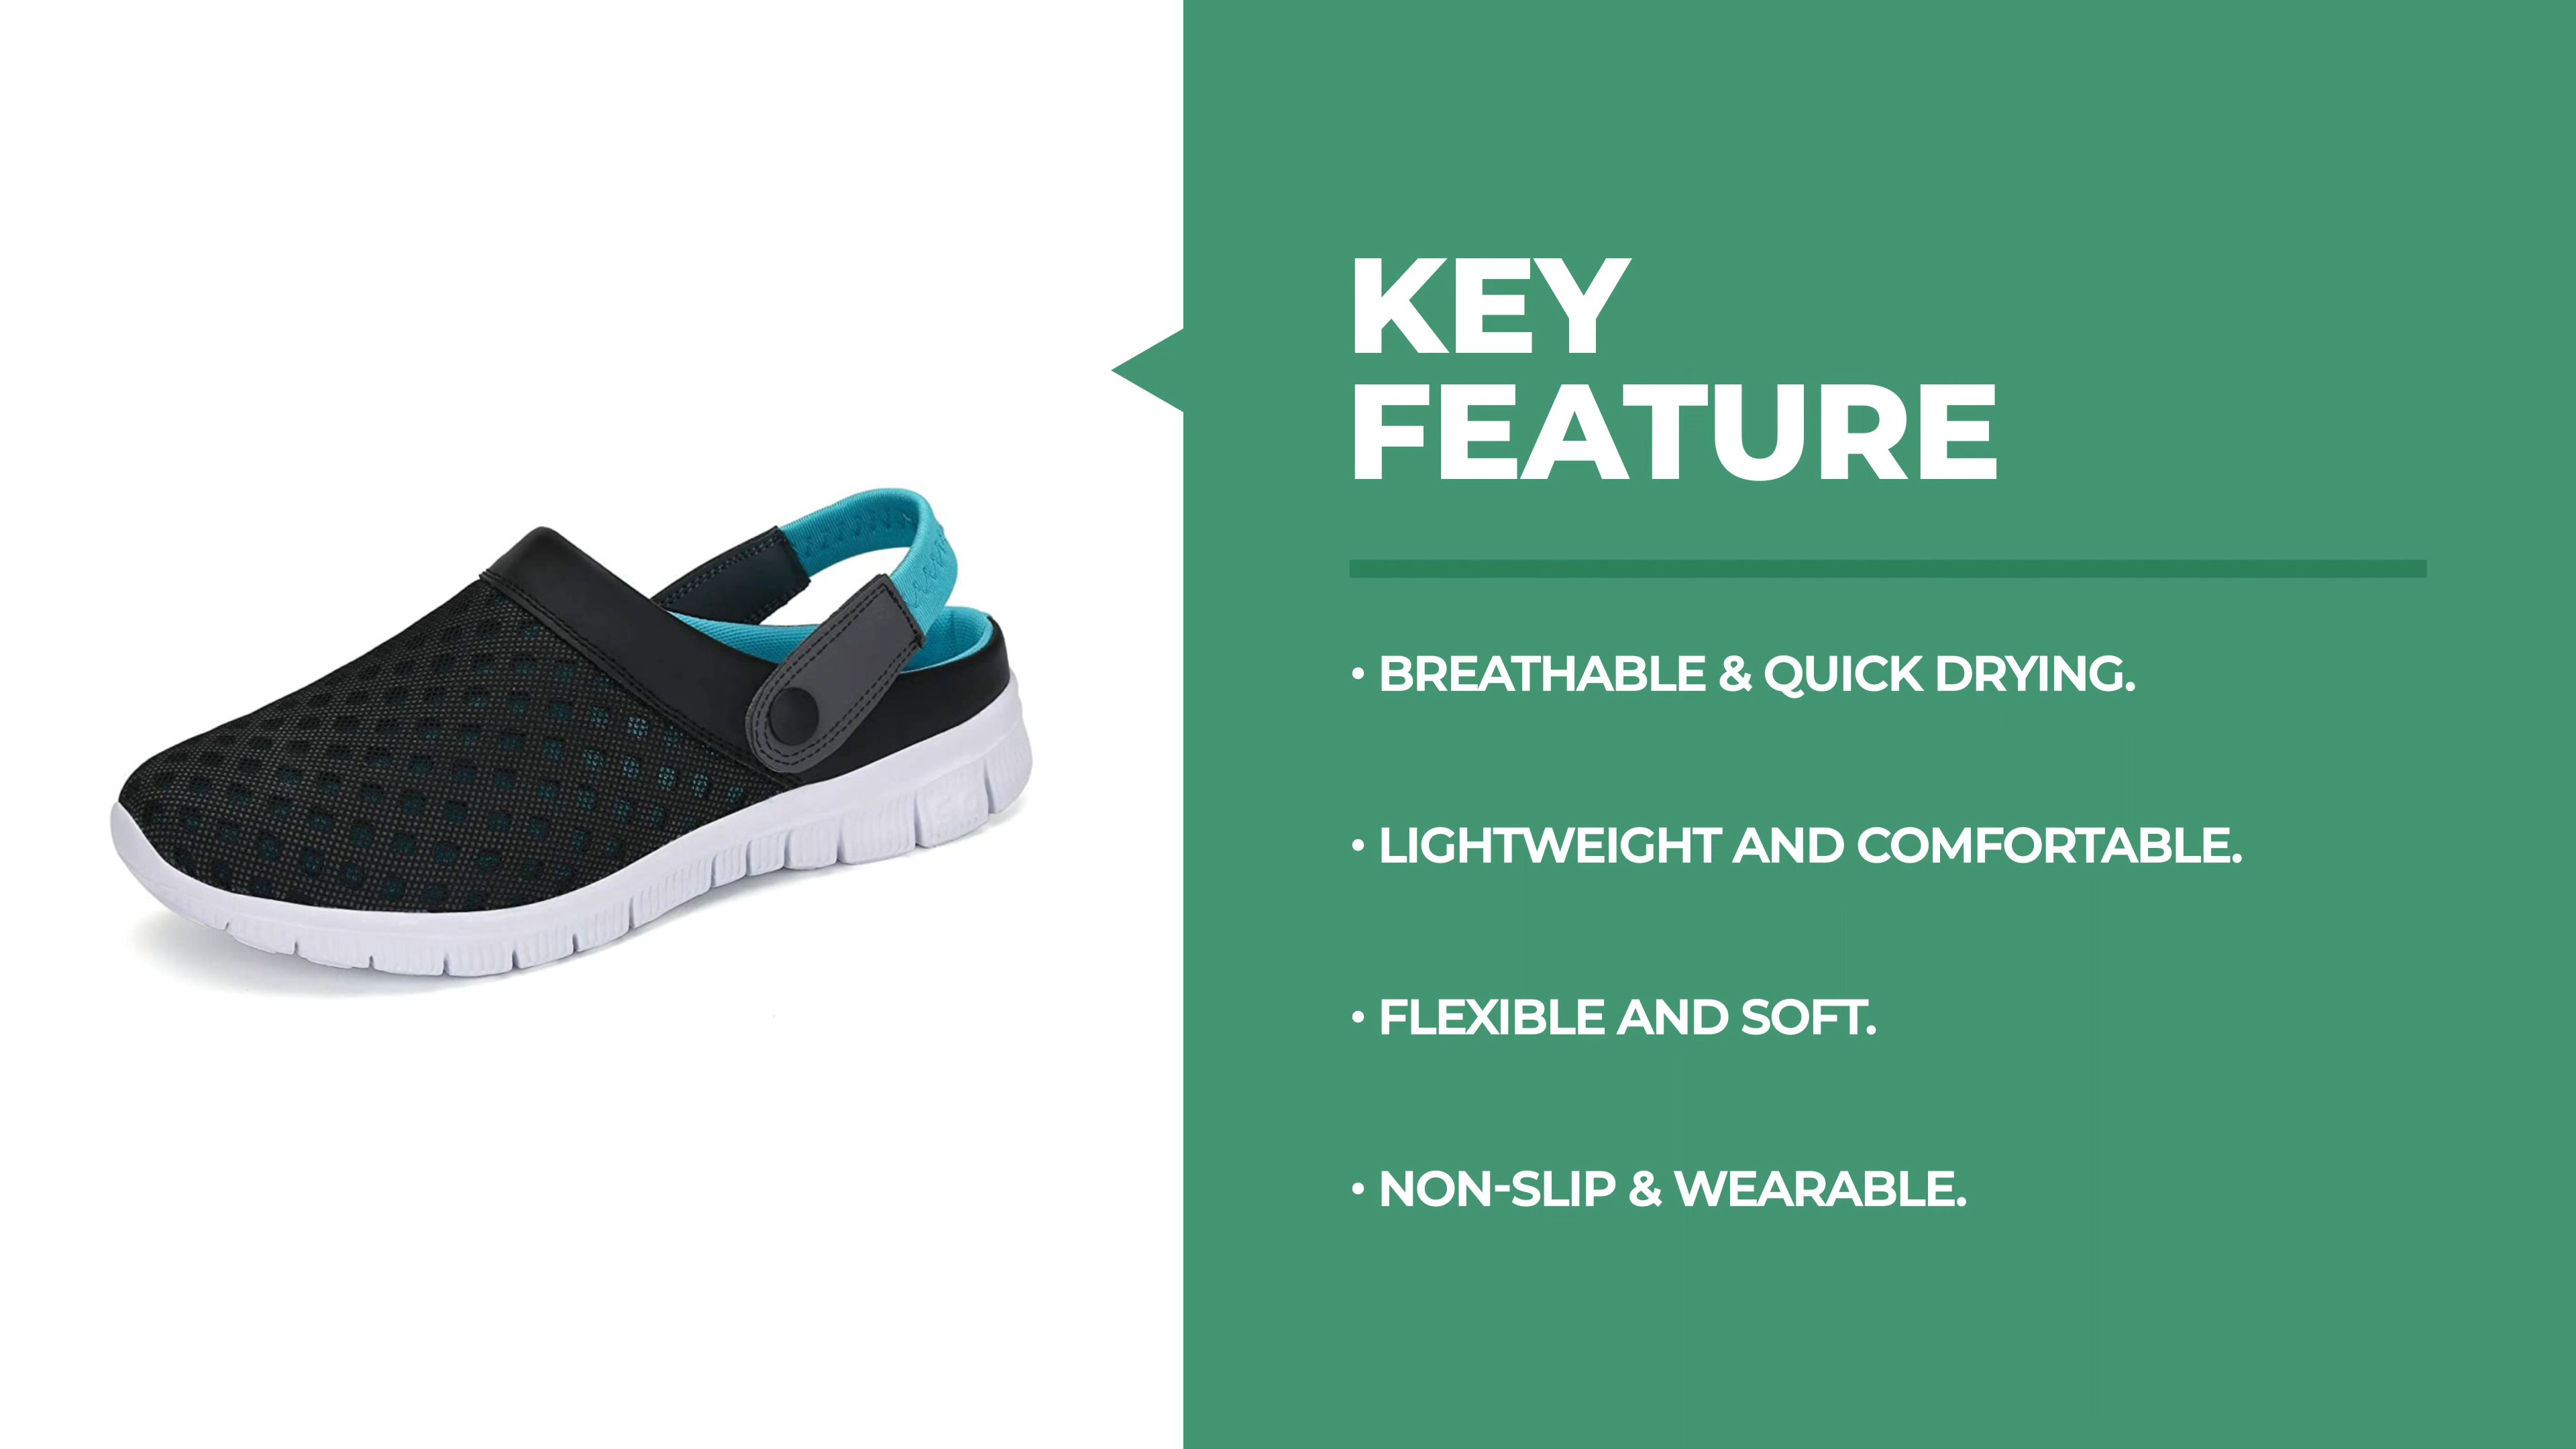 KEY
FEATURE
• BREATHABLE & QUICK DRYING.
• LIGHTWEIGHT AND COMFORTABLE.
• FLEXIBLE AND SOFT.
• NON-SLIP & WEARABLE.